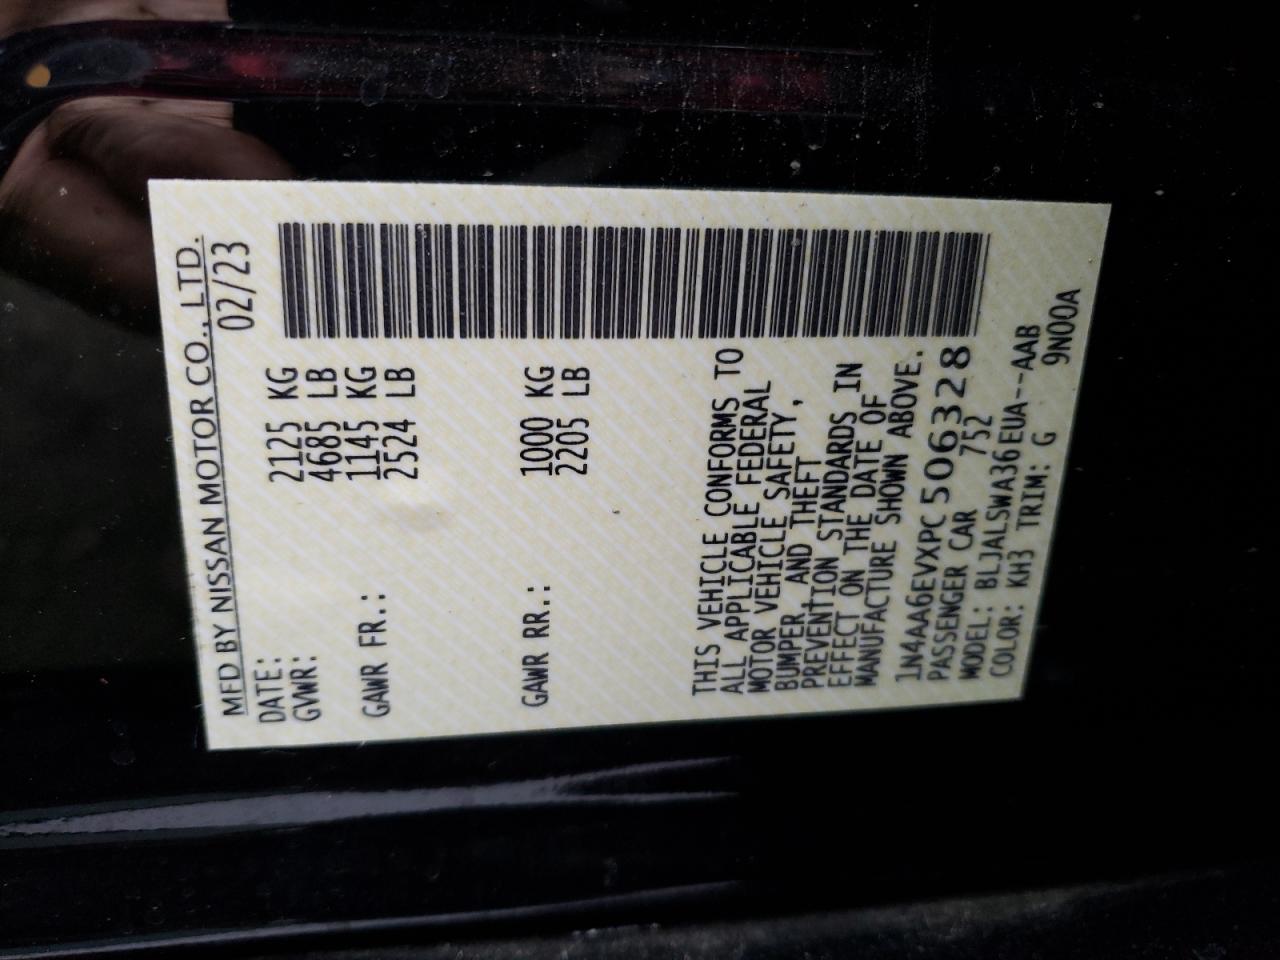 MFD BY NISSAN MOTOR CO., LTD.
DATE: 02/23
GVWR: 2125 KG
4685 LB
GAWR FR.: 1145 KG
2524 LB
GAWR RR.: 1000 KG
2205 LB
THIS VEHICLE CONFORMS TO
ALL APPLICABLE FEDERAL
MOTOR VEHICLE SAFETY,
BUMPER, AND THEFT
PREVENTION STANDARDS IN
EFFECT ON THE DATE OF
MANUFACTURE SHOWN ABOVE.
1N4AA6EVXPC506328
PASSENGER CAR 752
MODEL: BLJALSWA36EUA--AAB
COLOR: KH3 TRIM: G 9N00A